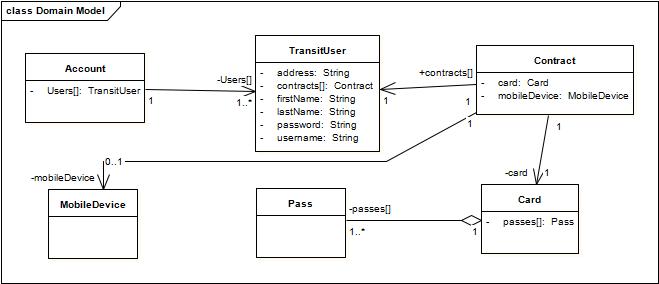 class Domain Model
Account
- Users[]: TransitUser
-Users[]
1
1..*
TransitUser
- address: String
- contracts[]: Contract
- firstName: String
- lastName: String
- password: String
- username: String
+contracts[]
1
1
Contract
- card: Card
- mobileDevice: MobileDevice
1
1
0..1
-mobileDevice
-card
1
MobileDevice
Pass
-passes[]
1..*
1
Card
- passes[]: Pass